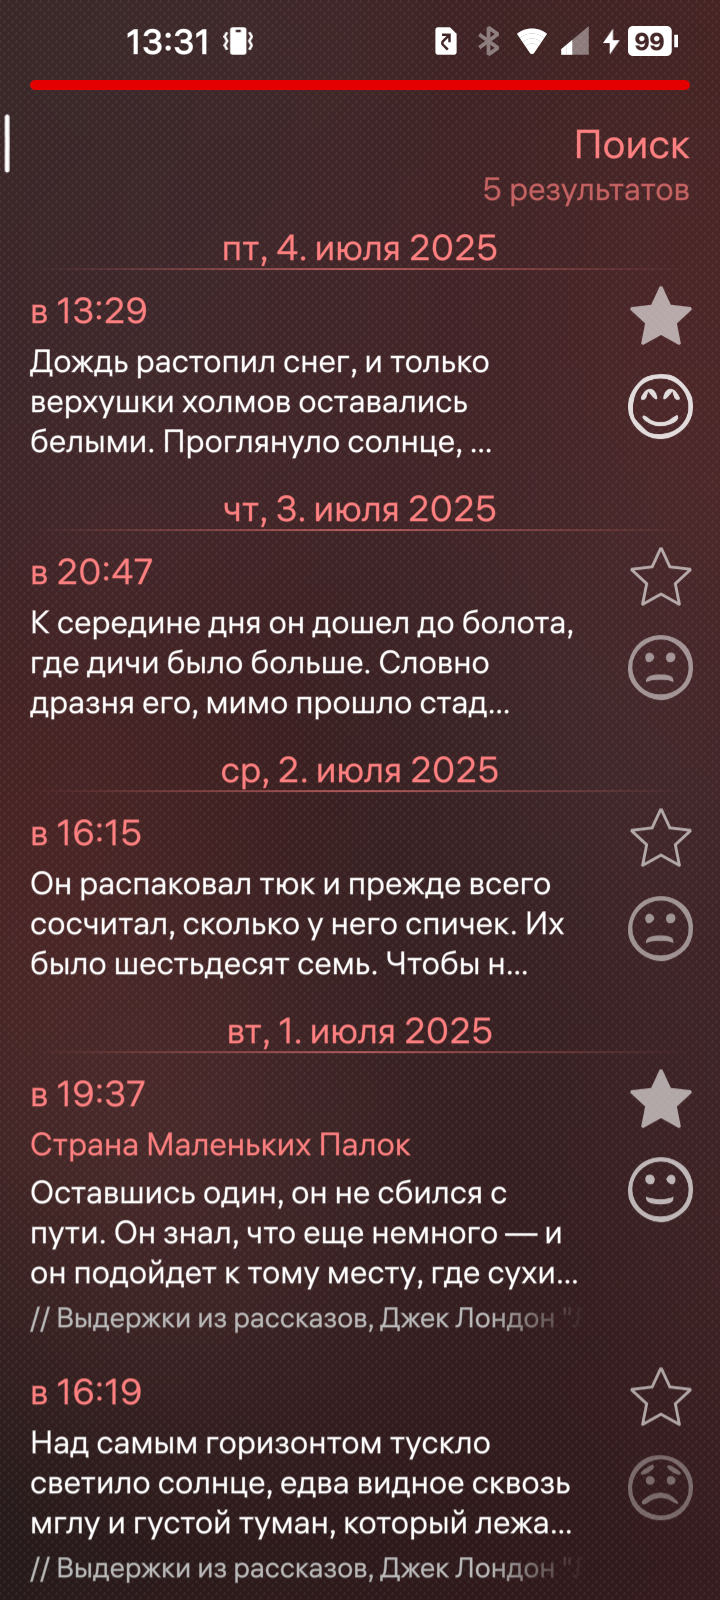 13:31
99
Поиск
5 результатов
пт, 4. июля 2025
в 13:29
Дождь растопил снег, и только
верхушки холмов оставались
белыми. Проглянуло солнце, ...
чт, 3. июля 2025
в 20:47
К середине дня он дошел до болота,
где дичи было больше. Словно
дразня его, мимо прошло стад...
ср, 2. июля 2025
в 16:15
Он распаковал тюк и прежде всего
сосчитал, сколько у него спичек. Их
было шестьдесят семь. Чтобы н...
вт, 1. июля 2025
в 19:37
Страна Маленьких Палок
Оставшись один, он не сбился с
пути. Он знал, что еще немного — и
он подойдет к тому месту, где сухи...
// Выдержки из рассказов, Джек Лондон "
в 16:19
Над самым горизонтом тускло
светило солнце, едва видное сквозь
мглу и густой туман, который лежа...
// Выдержки из рассказов, Джек Лондон "